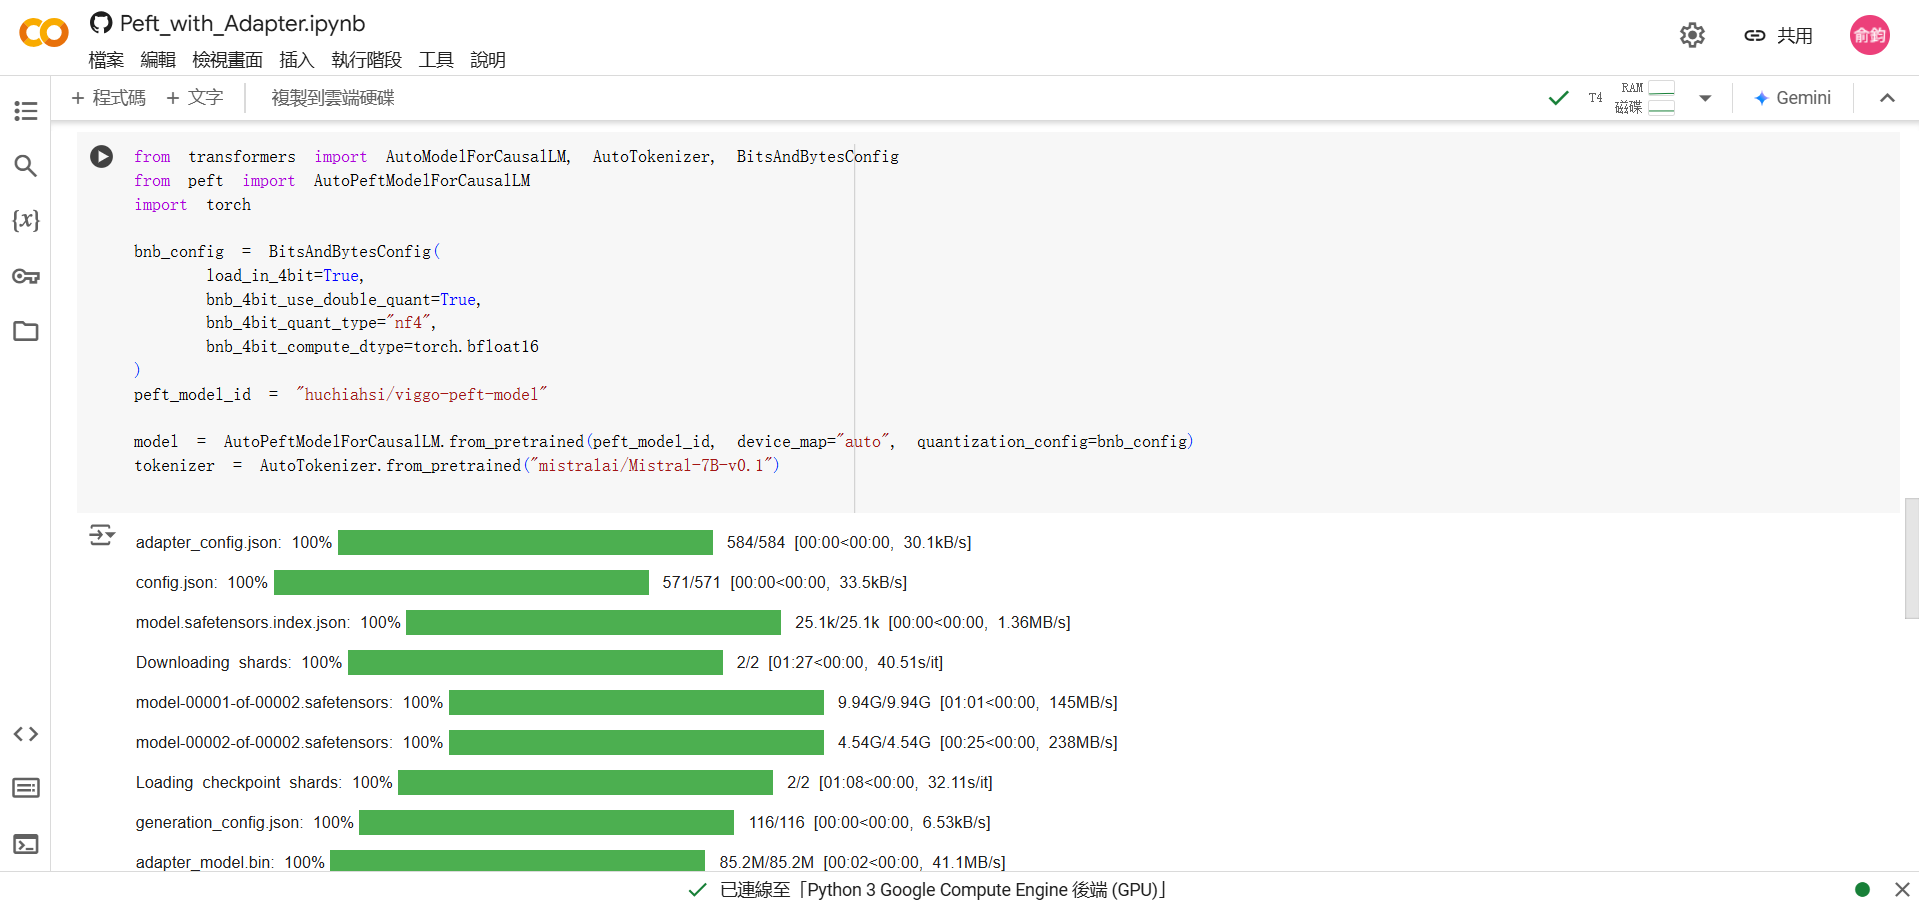 Peft_with_Adapter.ipynb
檔案 編輯 檢視畫面 插入 執行階段 工具 說明
共用
俞鈞
+ 程式碼 + 文字 複製到雲端硬碟
T4 RAM 磁碟 Gemini
from transformers import AutoModelForCausalLM, AutoTokenizer, BitsAndBytesConfig
from peft import AutoPeftModelForCausalLM
import torch
bnb_config = BitsAndBytesConfig(
load_in_4bit=True,
bnb_4bit_use_double_quant=True,
bnb_4bit_quant_type="nf4",
bnb_4bit_compute_dtype=torch.bfloat16
)
peft_model_id = "huchiahsi/viggo-peft-model"
model = AutoPeftModelForCausalLM.from_pretrained(peft_model_id, device_map="auto", quantization_config=bnb_config)
tokenizer = AutoTokenizer.from_pretrained("mistralai/Mistral-7B-v0.1")
adapter_config.json: 100% 584/584 [00:00<00:00, 30.1kB/s]
config.json: 100% 571/571 [00:00<00:00, 33.5kB/s]
model.safetensors.index.json: 100% 25.1k/25.1k [00:00<00:00, 1.36MB/s]
Downloading shards: 100% 2/2 [01:27<00:00, 40.51s/it]
model-00001-of-00002.safetensors: 100% 9.94G/9.94G [01:01<00:00, 145MB/s]
model-00002-of-00002.safetensors: 100% 4.54G/4.54G [00:25<00:00, 238MB/s]
Loading checkpoint shards: 100% 2/2 [01:08<00:00, 32.11s/it]
generation_config.json: 100% 116/116 [00:00<00:00, 6.53kB/s]
adapter_model.bin: 100% 85.2M/85.2M [00:02<00:00, 41.1MB/s]
已連線至「Python 3 Google Compute Engine 後端 (GPU)」